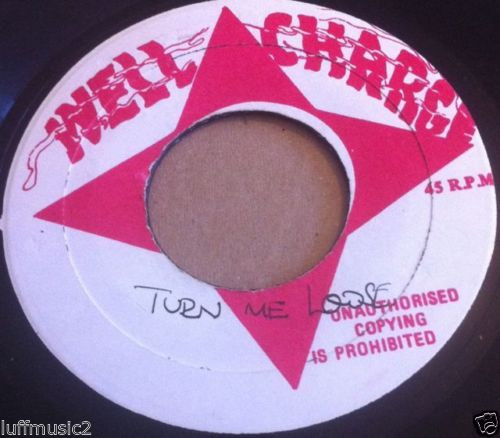 WELL CHARGE
45 R.P.M
TURN ME LOOSE
UNAUTHORISED
COPYING
IS PROHIBITED
luffmusic2